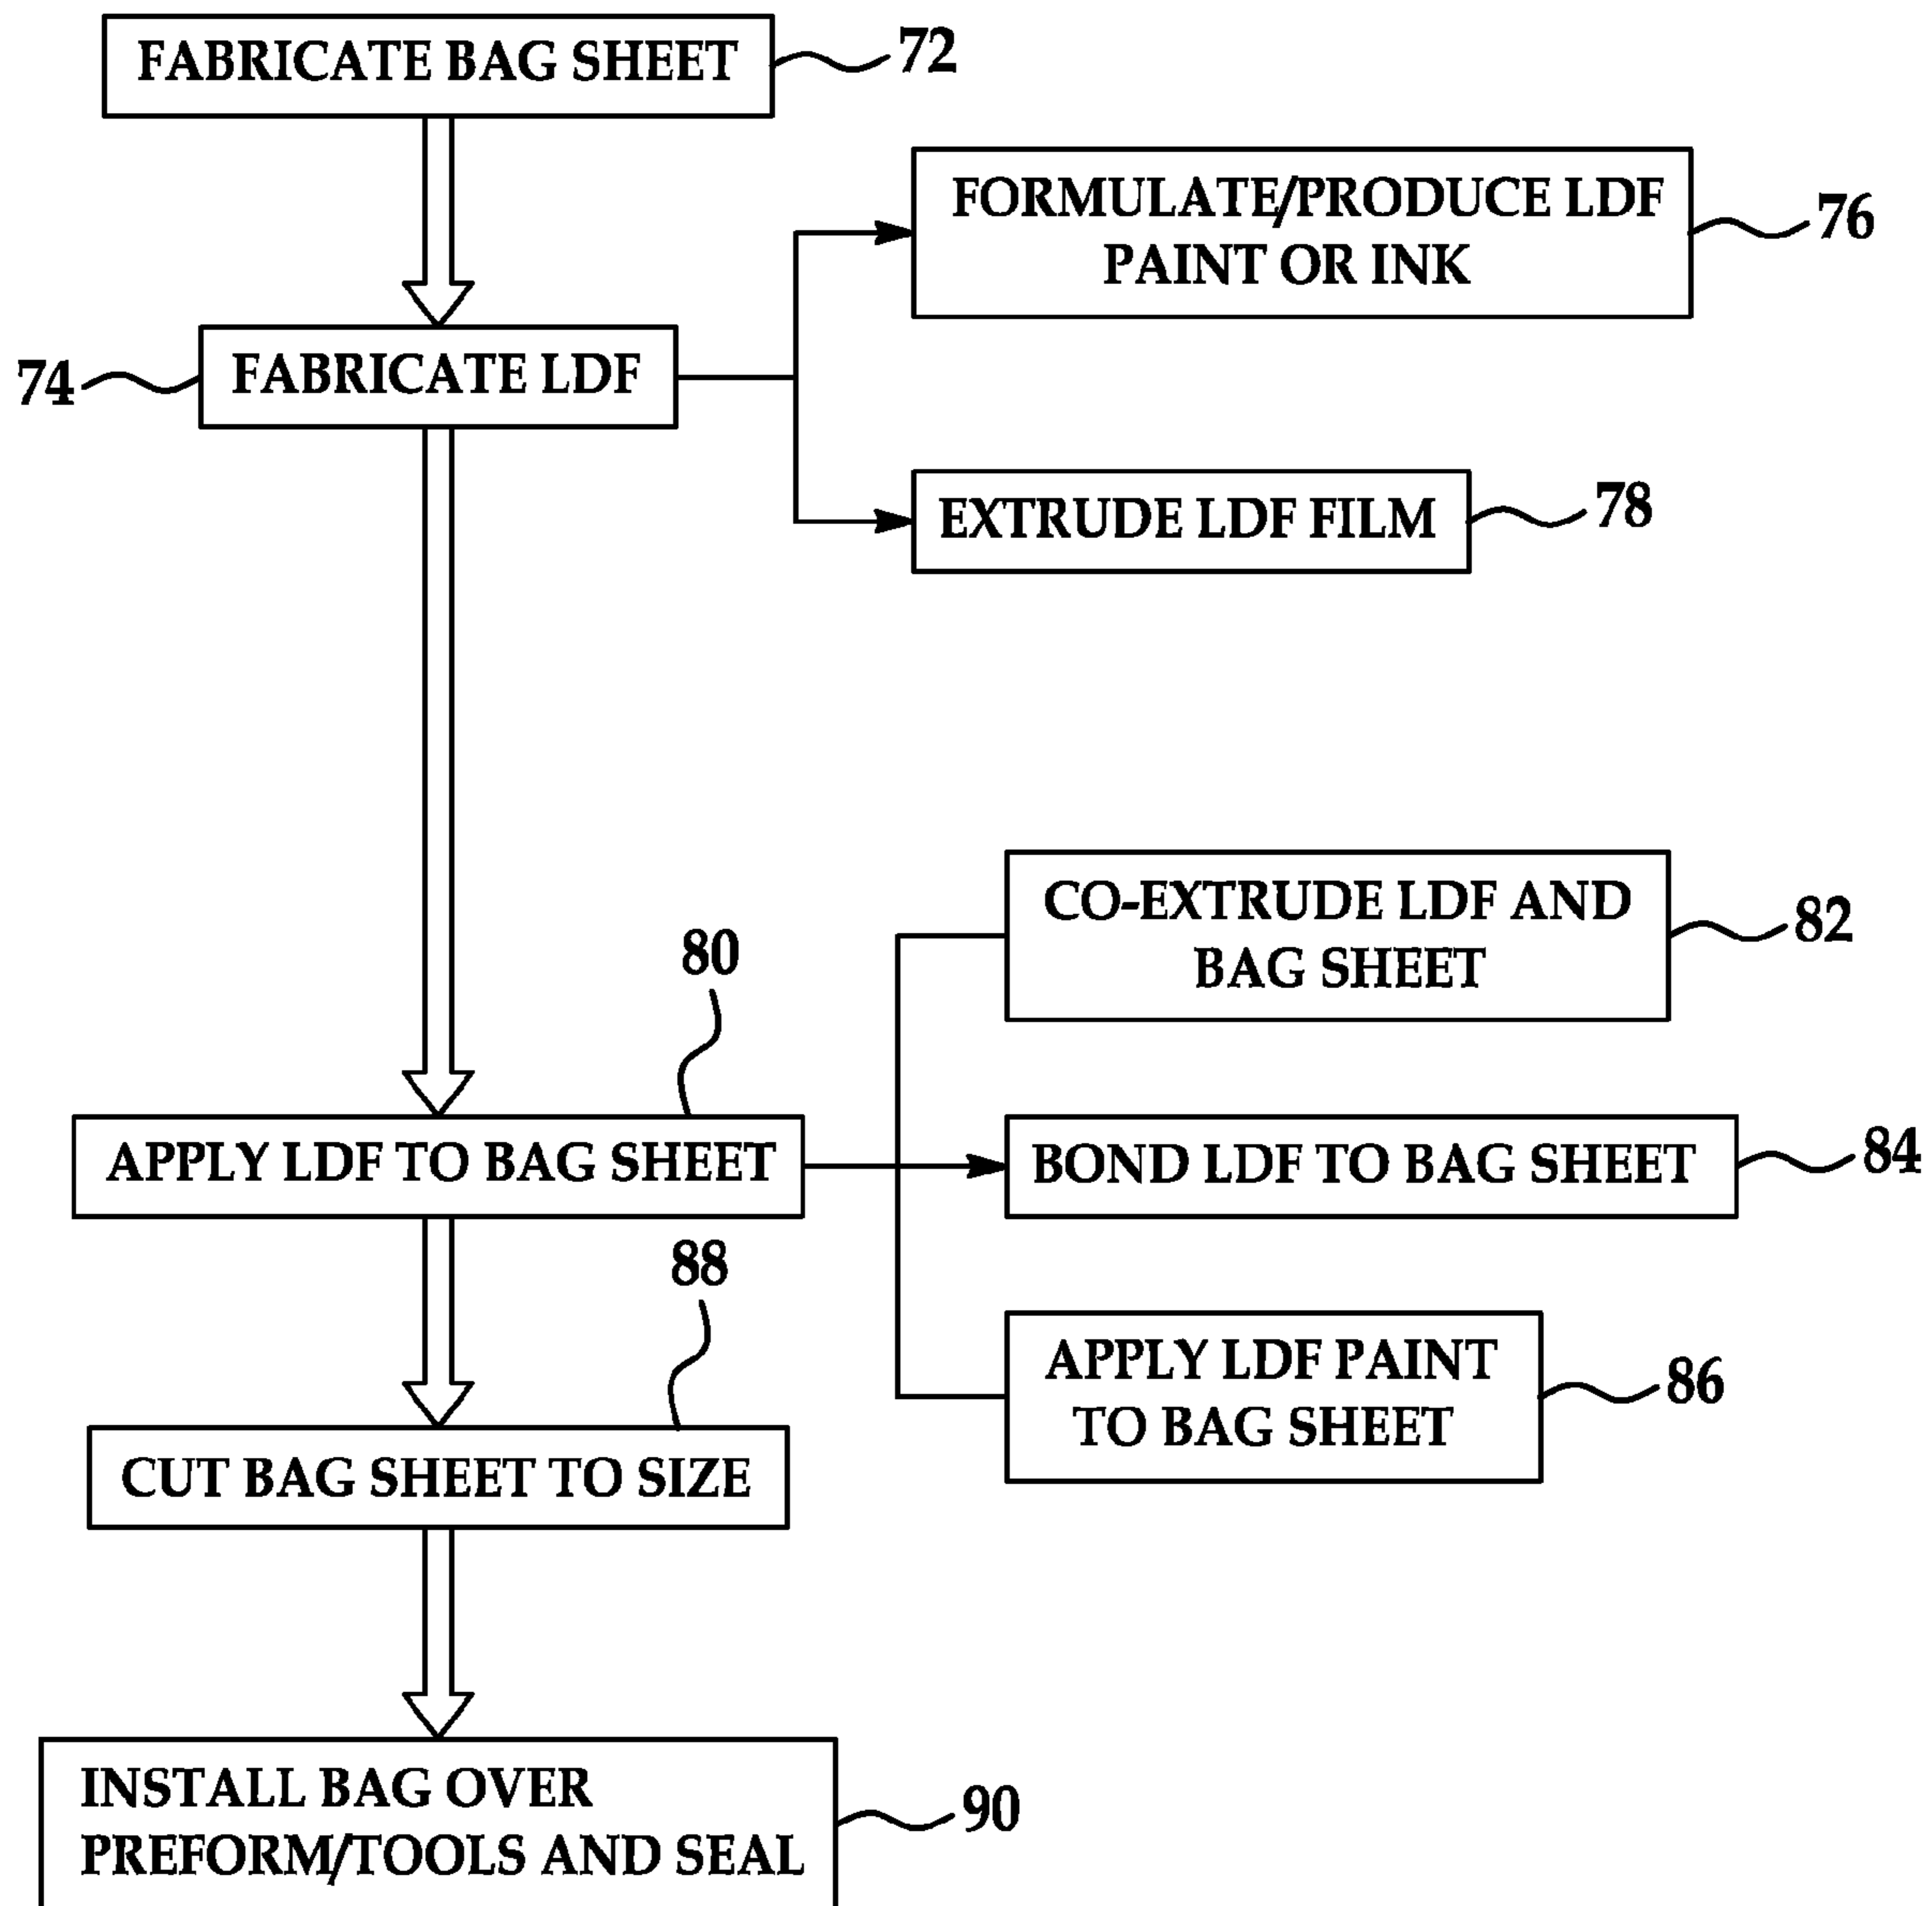 FABRICATE BAG SHEET
72
FORMULATE/PRODUCE LDF
PAINT OR INK
76
74
FABRICATE LDF
EXTRUDE LDF FILM
78
CO-EXTRUDE LDF AND
BAG SHEET
82
80
APPLY LDF TO BAG SHEET
BOND LDF TO BAG SHEET
84
88
APPLY LDF PAINT
TO BAG SHEET
86
CUT BAG SHEET TO SIZE
INSTALL BAG OVER
PREFORM/TOOLS AND SEAL
90